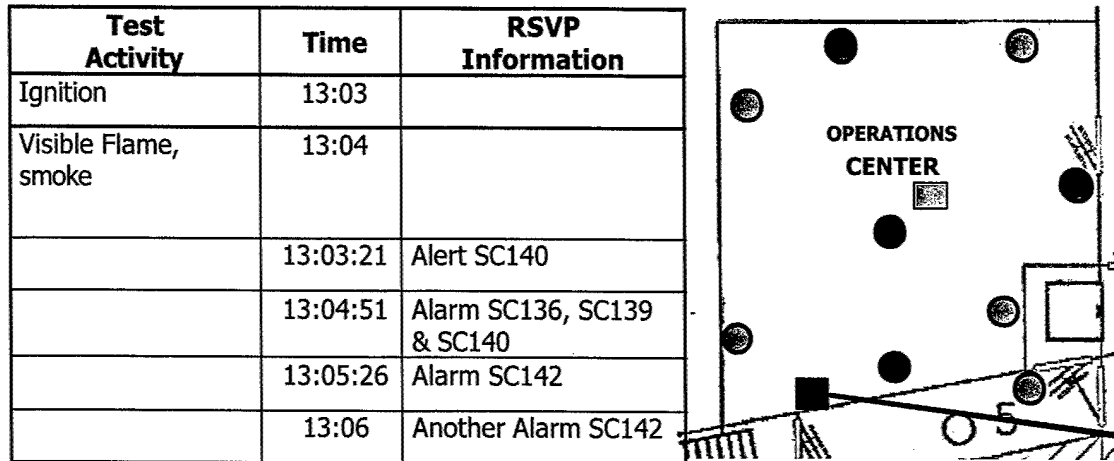 Test Activity Time RSVP Information
Ignition 13:03
Visible Flame, 13:04
smoke
13:03:21 Alert SC140
13:04:51 Alarm SC136, SC139
& SC140
13:05:26 Alarm SC142
13:06 Another Alarm SC142
OPERATIONS
CENTER
5